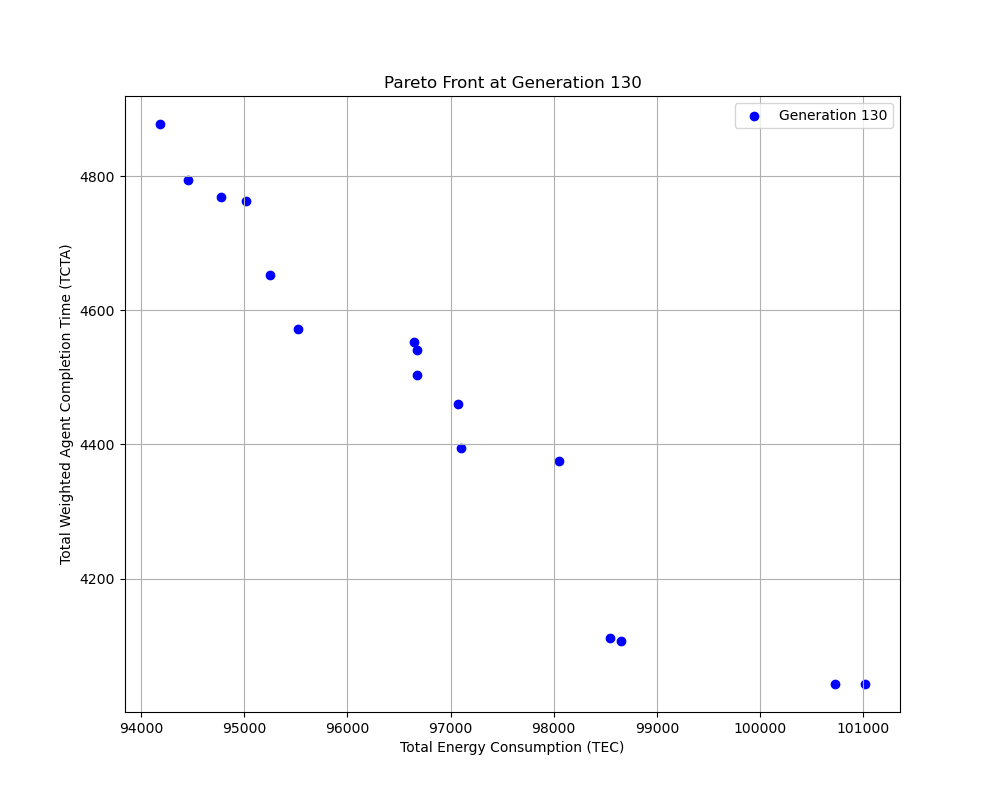 Pareto Front at Generation 130
Generation 130
Total Weighted Agent Completion Time (TCTA)
4800
4600
4400
4200
94000 95000 96000 97000 98000 99000 100000 101000
Total Energy Consumption (TEC)